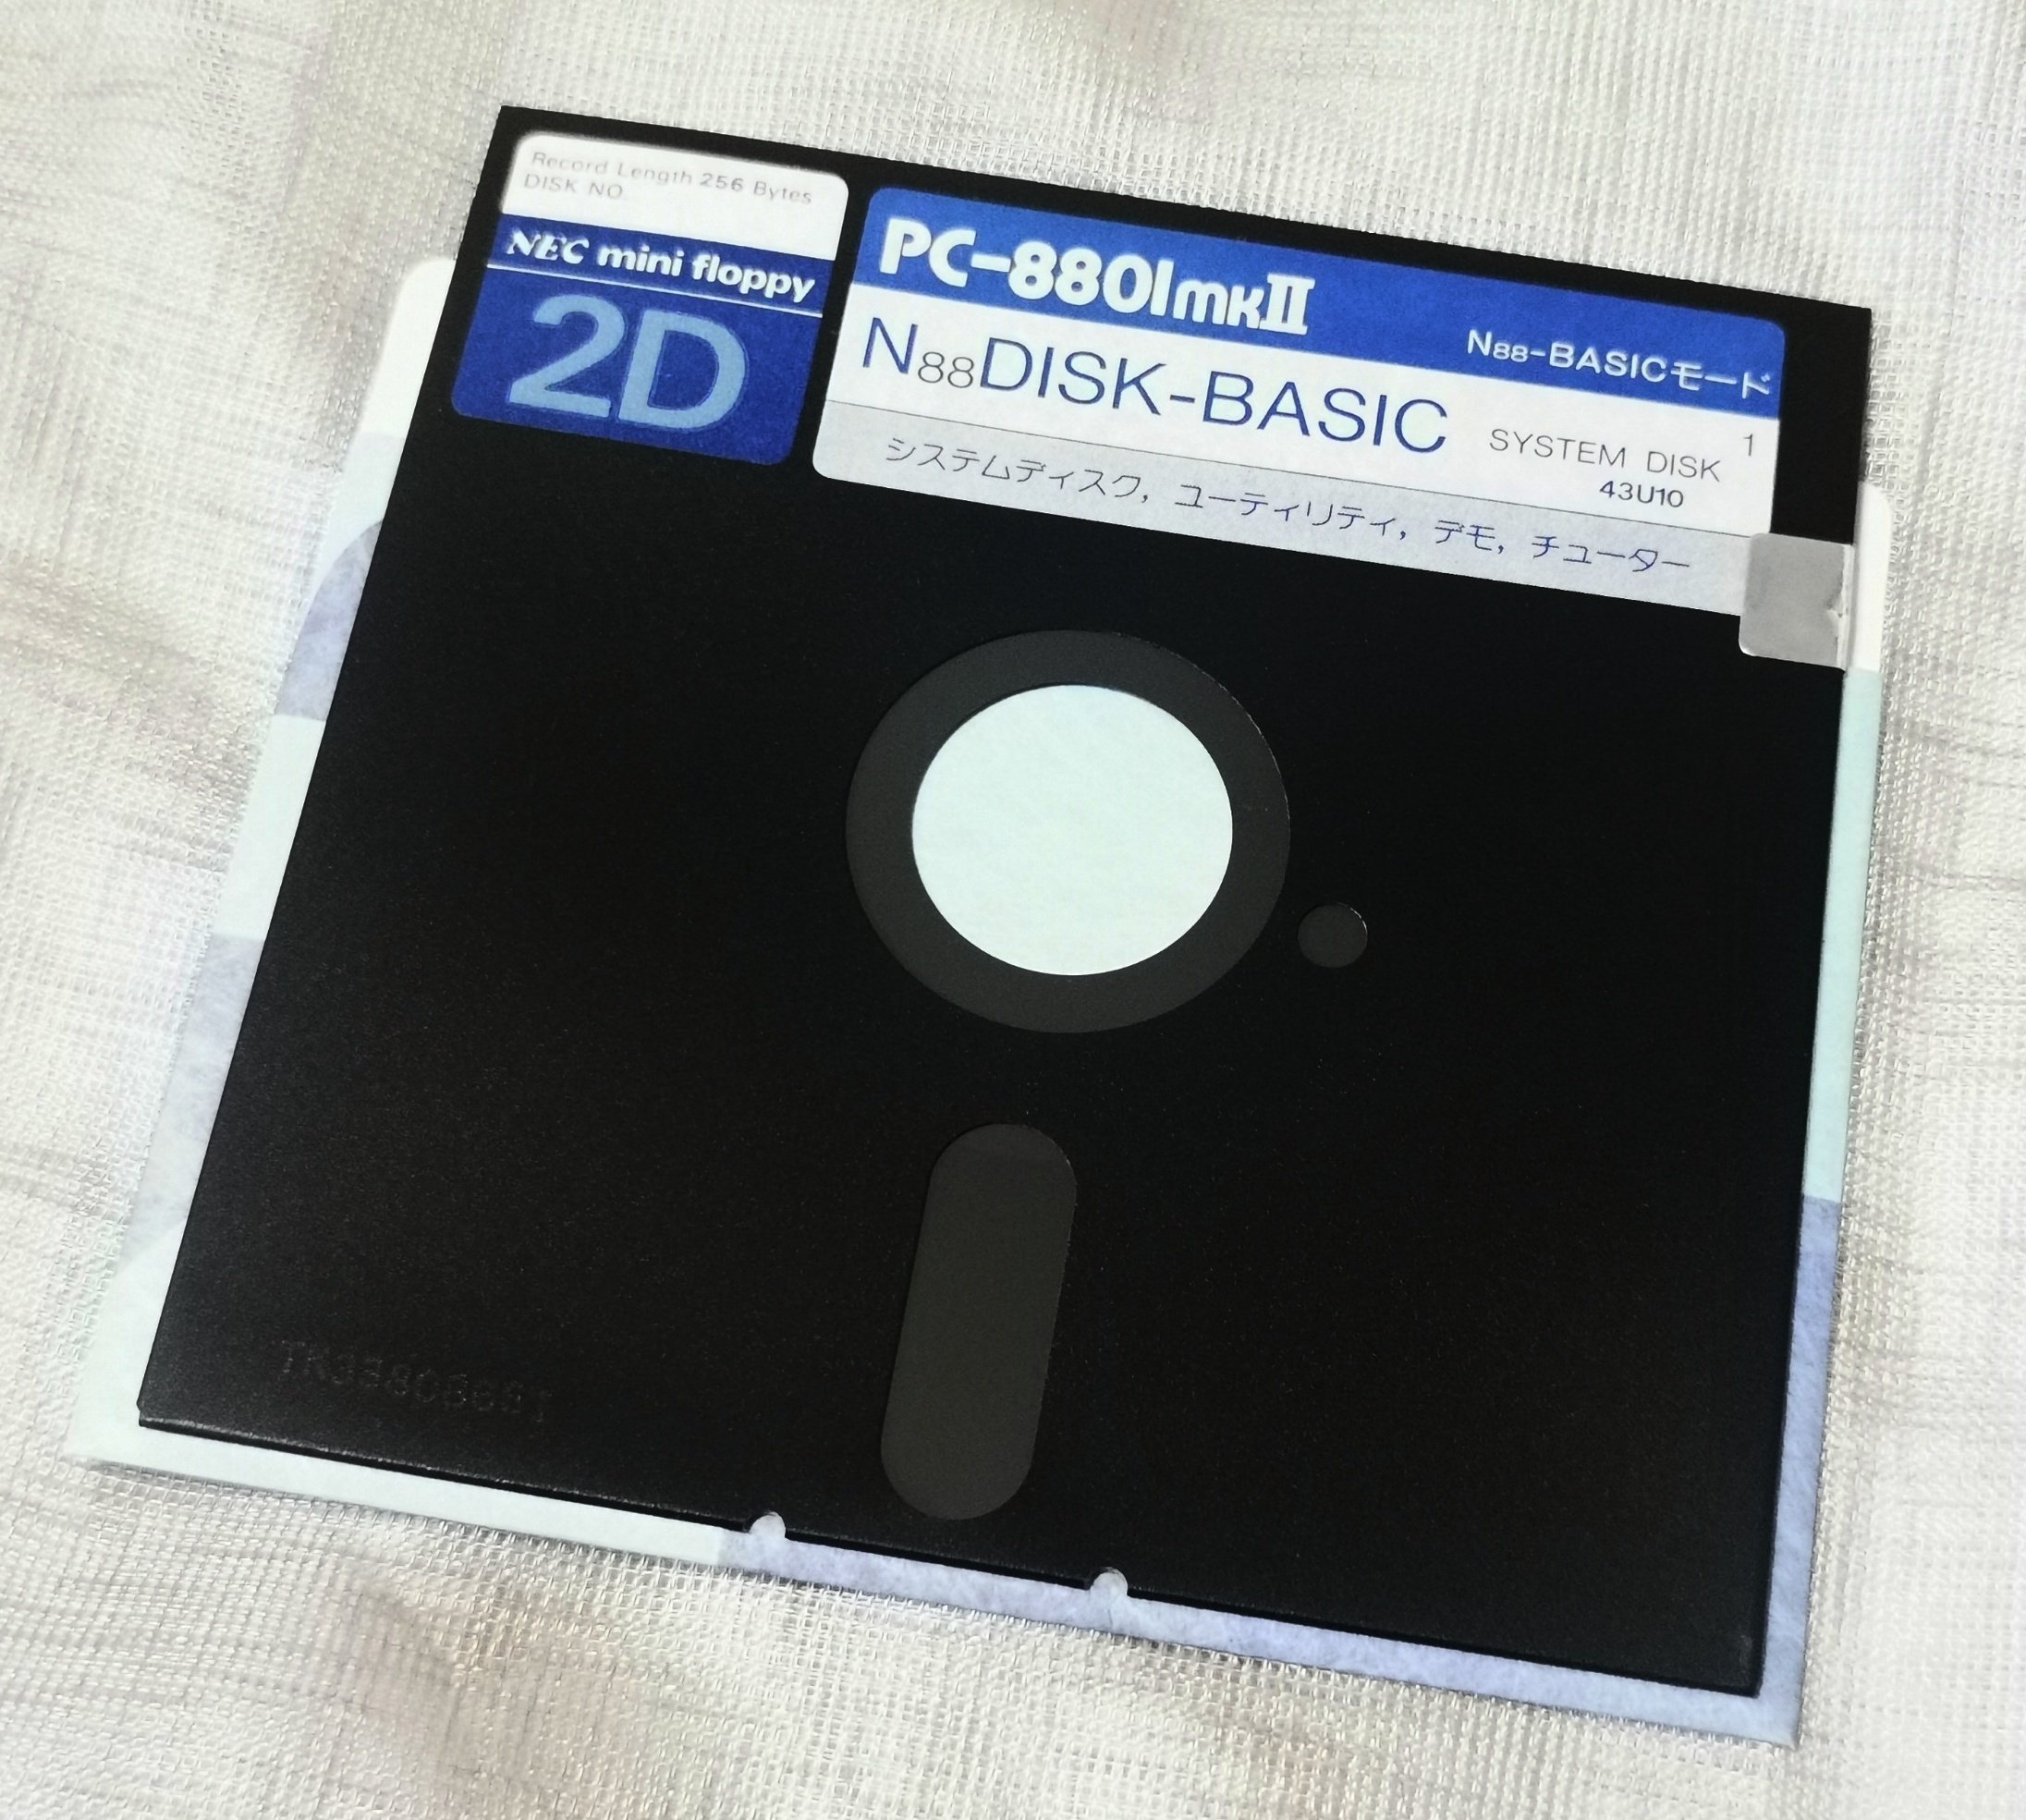 Record Length 256 Bytes
DISK NO
NEC mini floppy
2D
PC-8801mkII
N88-BASICモード
N88DISK-BASIC
SYSTEM DISK 1
43U10
システムディスク, ユーティリティ, デモ, チューター